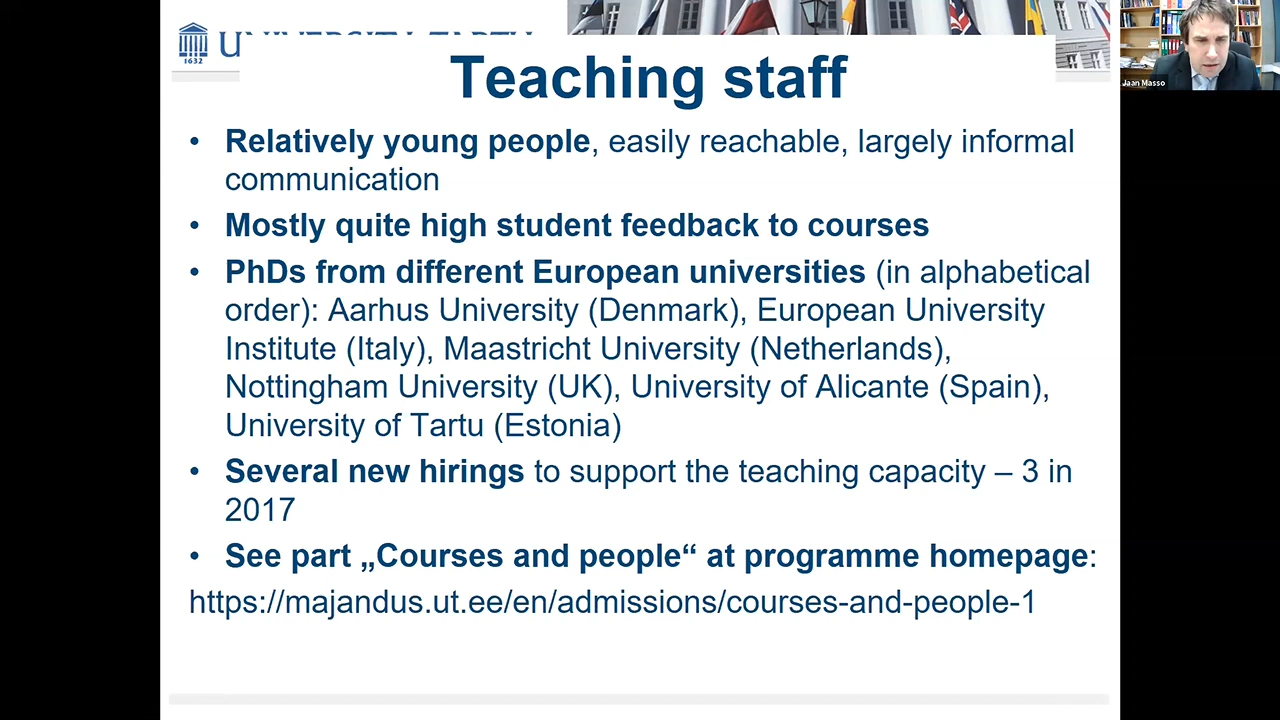 1632
Teaching staff
Jaan Masso
• Relatively young people, easily reachable, largely informal
communication
• Mostly quite high student feedback to courses
• PhDs from different European universities (in alphabetical
order): Aarhus University (Denmark), European University
Institute (Italy), Maastricht University (Netherlands),
Nottingham University (UK), University of Alicante (Spain),
University of Tartu (Estonia)
• Several new hirings to support the teaching capacity – 3 in
2017
• See part „Courses and people“ at programme homepage:
https://majandus.ut.ee/en/admissions/courses-and-people-1